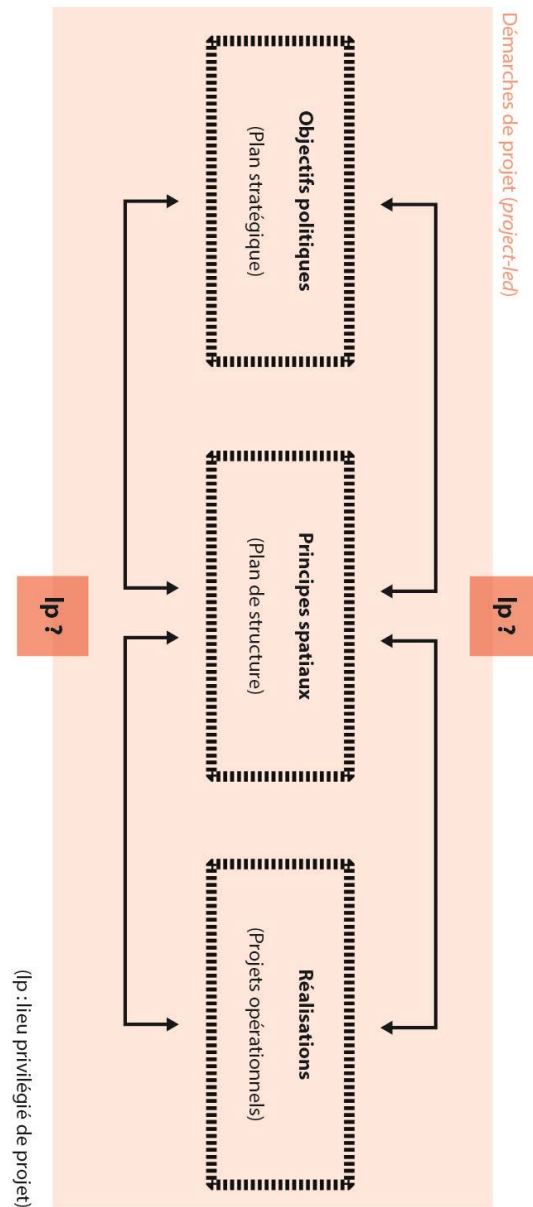 Démarches de projet (project-led)
lp ?
Objectifs politiques
(Plan stratégique)
Principes spatiaux
(Plan de structure)
Réalisations
(Projets opérationnels)
lp ?
(lp : lieu privilégié de projet)